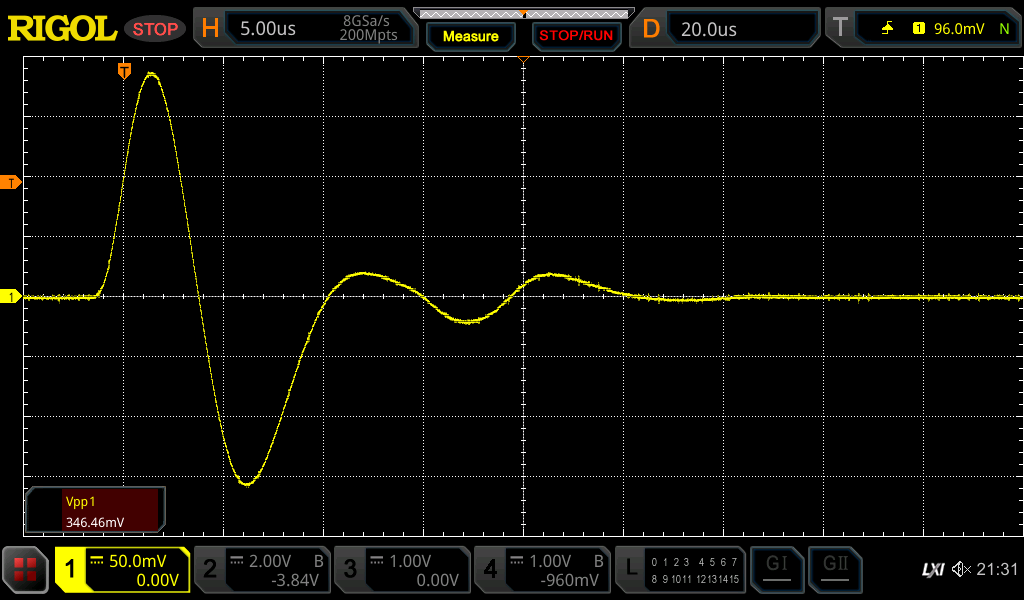 RIGOL STOP H 5.00us 8GSa/s 200Mpts Measure STOP/RUN D 20.0us T 1 96.0mV N
T
T
1
Vpp1
346.46mV
1 50.0mV 0.00V 2 2.00V B -3.84V 3 1.00V 0.00V 4 1.00V B -960mV L 0 1 2 3 4 5 6 7 8 9 10 11 12 13 14 15 GI GII LXI 21:31